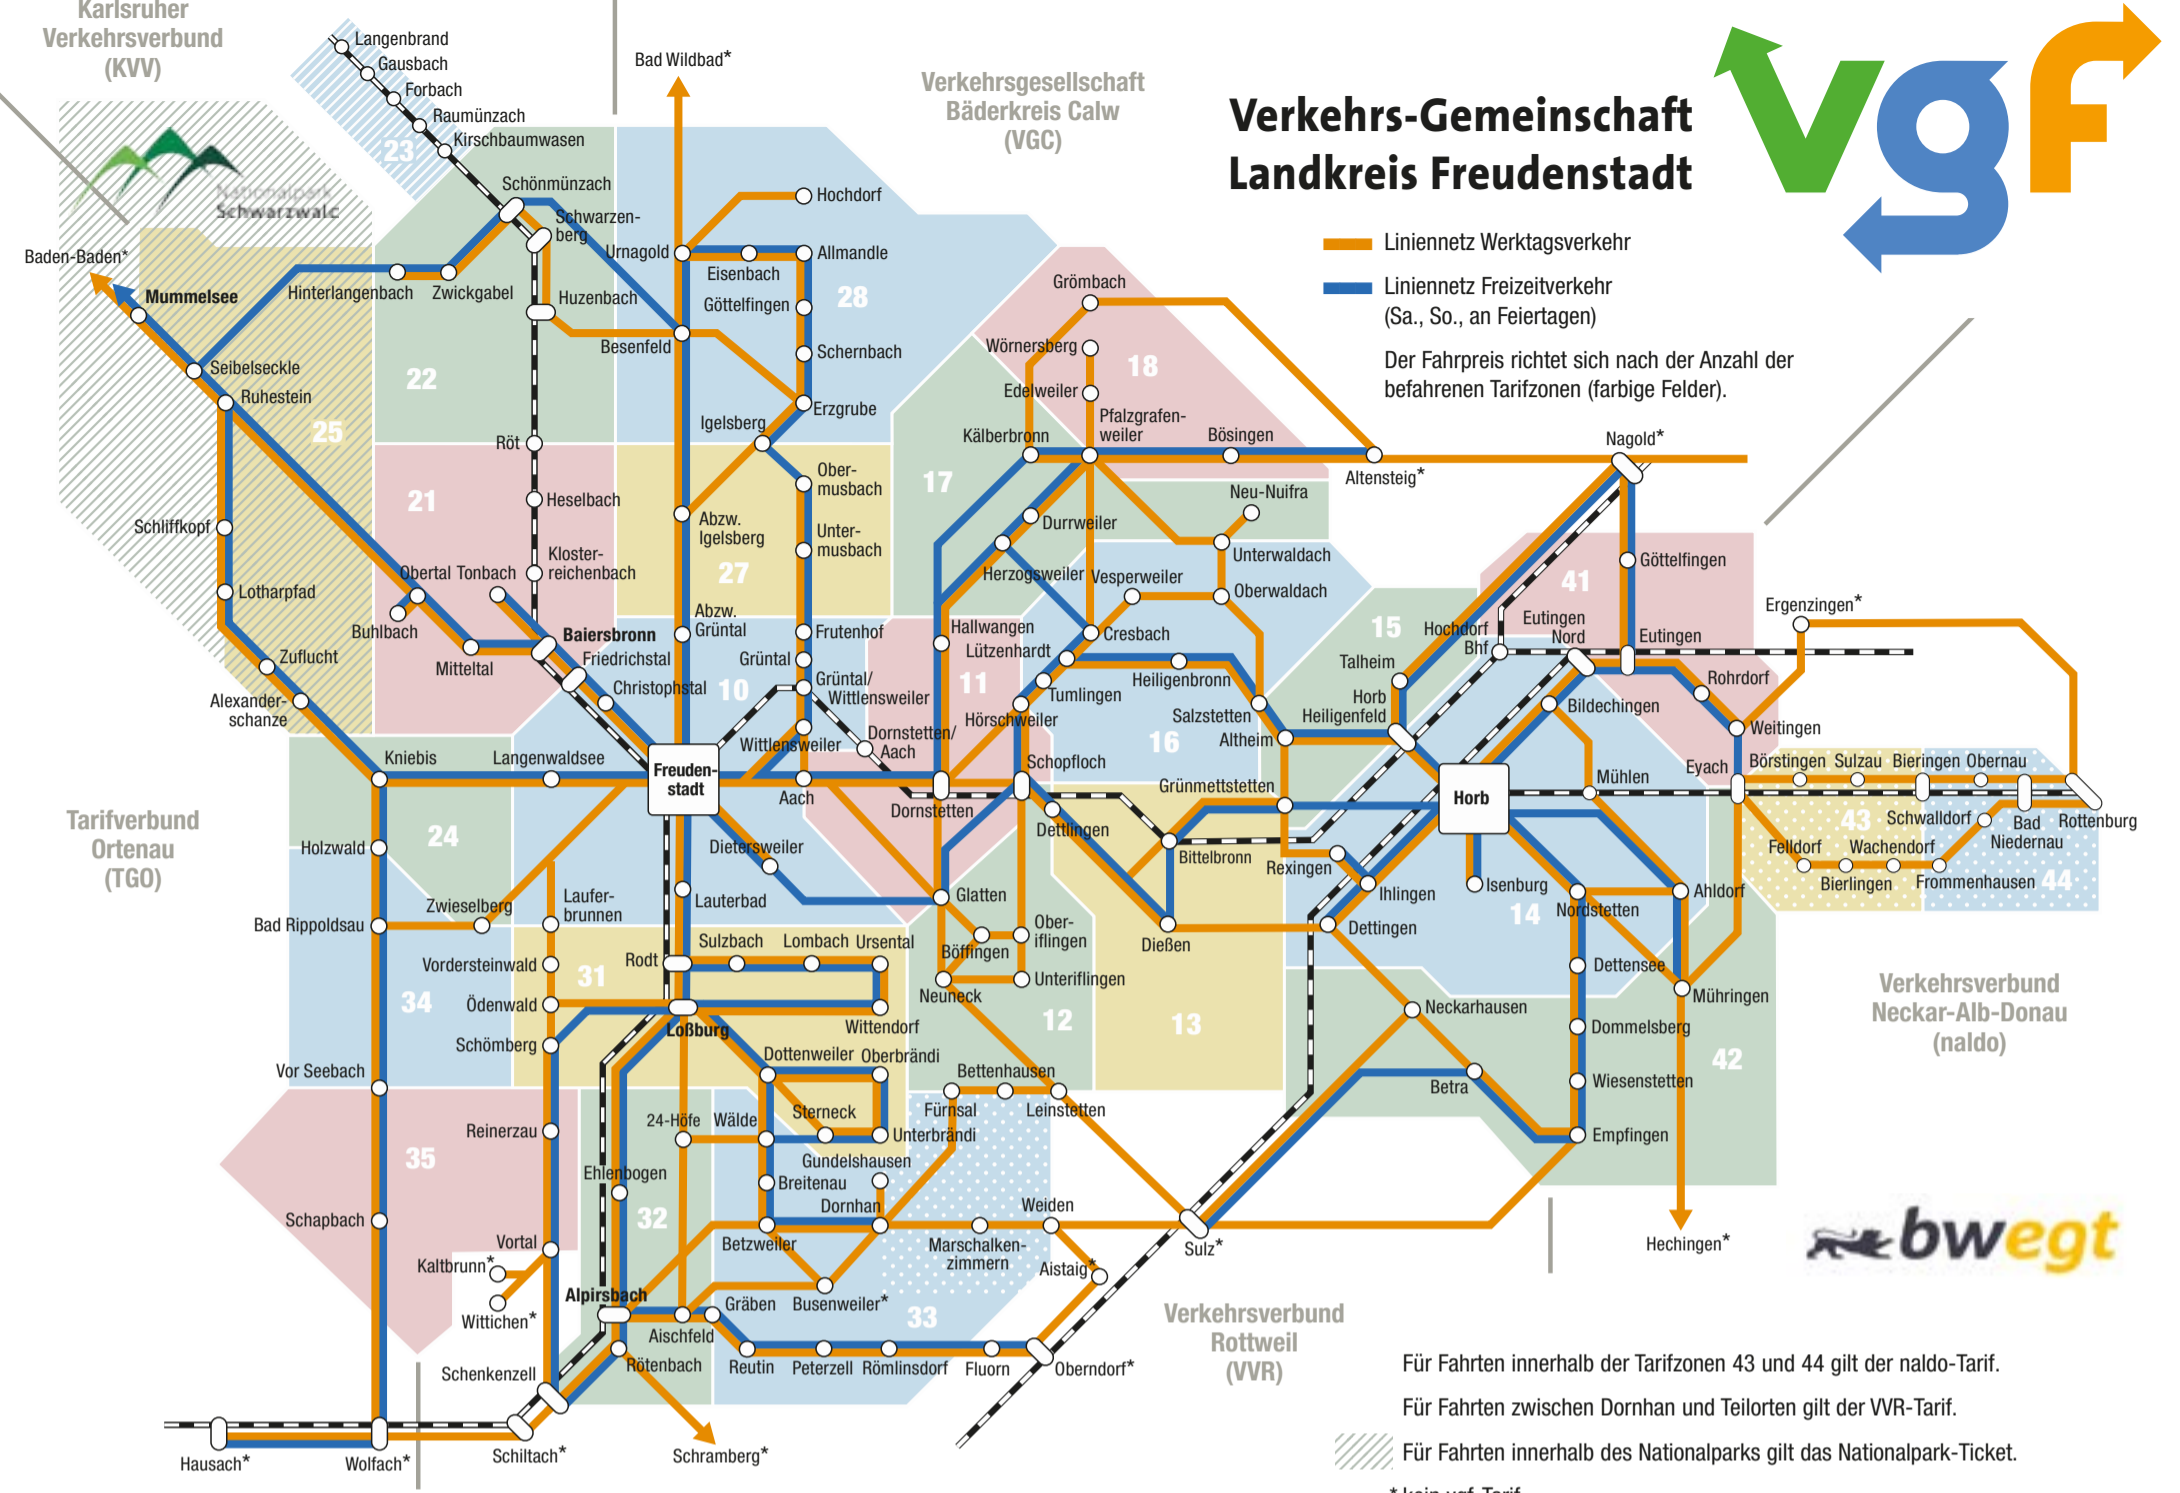 Karlsruher
Verkehrsverbund
(KVV)
Langenbrand
Gausbach
Forbach
Raumünzach
Kirschbaumwasen
23
Nationalpark
Schwarzwald
Bad Wildbad*
Verkehrsgesellschaft
Bäderkreis Calw
(VGC)
Verkehrs-Gemeinschaft
Landkreis Freudenstadt
vgf
Liniennetz Werktagsverkehr
Liniennetz Freizeitverkehr
(Sa., So., an Feiertagen)
Der Fahrpreis richtet sich nach der Anzahl der
befahrenen Tarifzonen (farbige Felder).
Schönmünzach
Schwarzen-
berg
Hochdorf
Urnagold
Allmandle
Eisenbach
Göttelfingen
28
Baden-Baden*
Mummelsee
Hinterlangenbach
Zwickgabel
Huzenbach
Besenfeld
Schernbach
Seibelseckle
Ruhestein
22
25
Erzgrube
Igelsberg
Grömbach
Wörnersberg
18
Edelweiler
Pfalzgrafen-
weiler
Kälberbronn
Bösingen
Altensteig*
Nagold*
Röt
21
Heselbach
Ober-
musbach
17
Neu-Nuifra
Schliffkopf
Abzw.
Igelsberg
Unter-
musbach
Durrweiler
Unterwaldach
Kloster-
reichenbach
27
Obertal
Tonbach
Herzogsweiler
Vesperweiler
Oberwaldach
Göttelfingen
41
Lotharpfad
Buhlbach
Abzw.
Grüntal
Frutenhof
Hallwangen
Cresbach
15
Hochdorf
Bhf
Eutingen
Nord
Eutingen
Ergenzingen*
Baiersbronn
Mitteltal
Zuflucht
Friedrichstal
Grüntal
Lützenhardt
Talheim
Christophstal
10
Grüntal/
Wittlensweiler
11
Tumlingen
Heiligenbronn
Rohrdorf
Alexander-
schanze
Hörschweiler
Salzstetten
Horb
Heiligenfeld
Bildechingen
Weitingen
Wittlensweiler
Dornstetten/
Aach
16
Altheim
Kniebis
Langenwaldsee
Freuden-
stadt
Schopfloch
Grünmettstetten
Mühlen
Eyach
Börstingen
Sulzau
Bieringen
Obernau
Aach
Dornstetten
Horb
Tarifverbund
Ortenau
(TGO)
24
Dettlingen
43
Schwalldorf
Bad
Niedernau
Rottenburg
Holzwald
Dietersweiler
Bittelbronn
Rexingen
Felldorf
Wachendorf
Bierlingen
Frommenhausen
44
Glatten
Ihlingen
Isenburg
Ahldorf
Zwieselberg
Laufer-
brunnen
Lauterbad
Nordstetten
14
Bad Rippoldsau
Ober-
iflingen
Dießen
Dettingen
Böffingen
Sulzbach
Lombach
Ursental
Vordersteinwald
31
Rodt
Unteriflingen
Dettensee
34
Ödenwald
Neuneck
Neckarhausen
Mühringen
Verkehrsverbund
Neckar-Alb-Donau
(naldo)
Loßburg
Wittendorf
12
13
Dommelsberg
Schömberg
Dottenweiler
Oberbrändi
42
Vor Seebach
Bettenhausen
Betra
Wiesenstetten
Sterneck
Fürnsal
Leinstetten
24-Höfe
Wälde
Reinerzau
Unterbrändi
Empfingen
35
Gundelshausen
Ehlenbogen
Breitenau
Dornhan
Weiden
Schapbach
32
Vortal
Betzweiler
Marschalken-
zimmern
Sulz*
Hechingen*
bwegt
Kaltbrunn*
Aistaig*
Wittichen*
Alpirsbach
Gräben
Busenweiler*
33
Verkehrsverbund
Rottweil
(VVR)
Aischfeld
Schenkenzell
Rötenbach
Reutin
Peterzell
Römlinsdorf
Fluorn
Oberndorf*
Hausach*
Wolfach*
Schiltach*
Schramberg*
Für Fahrten innerhalb der Tarifzonen 43 und 44 gilt der naldo-Tarif.
Für Fahrten zwischen Dornhan und Teilorten gilt der VVR-Tarif.
Für Fahrten innerhalb des Nationalparks gilt das Nationalpark-Ticket.
* kein vgf-Tarif